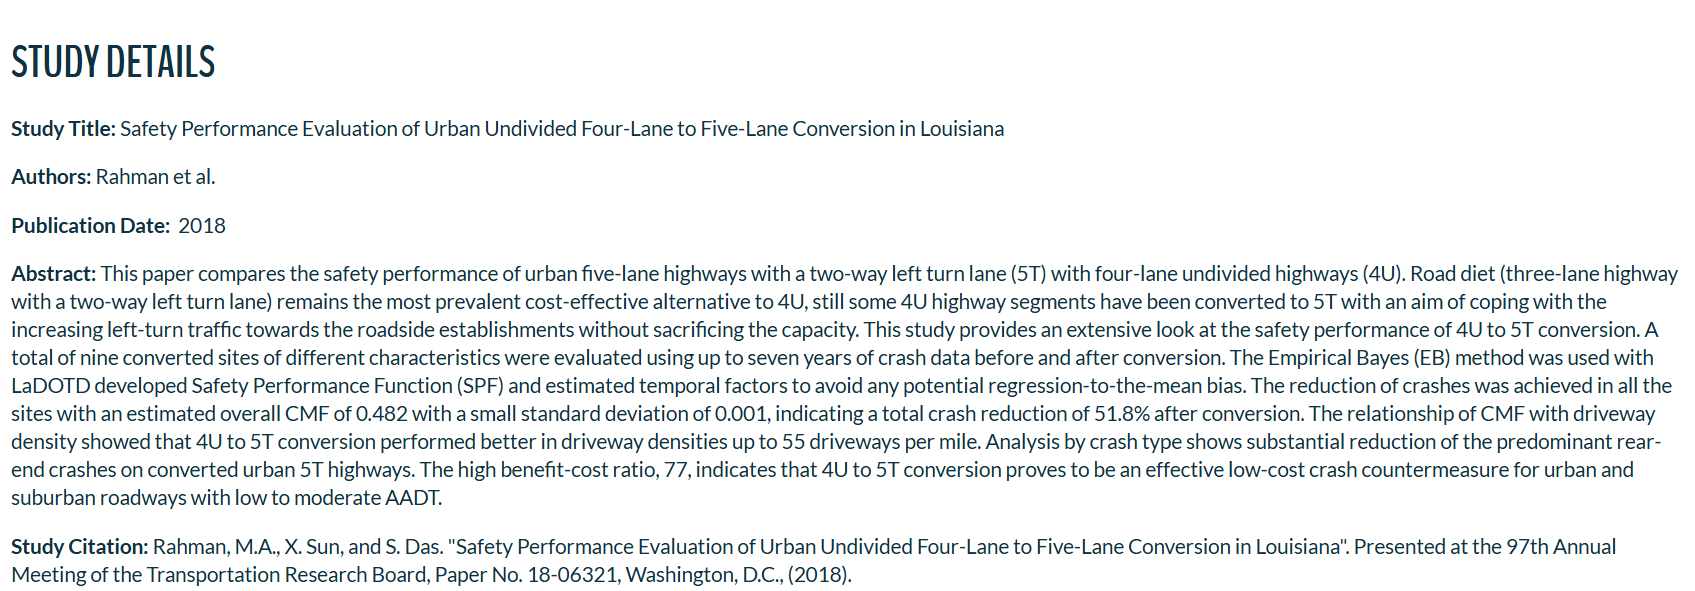 STUDY DETAILS
Study Title: Safety Performance Evaluation of Urban Undivided Four-Lane to Five-Lane Conversion in Louisiana
Authors: Rahman et al.
Publication Date: 2018
Abstract: This paper compares the safety performance of urban five-lane highways with a two-way left turn lane (5T) with four-lane undivided highways (4U). Road diet (three-lane highway
with a two-way left turn lane) remains the most prevalent cost-effective alternative to 4U, still some 4U highway segments have been converted to 5T with an aim of coping with the
increasing left-turn traffic towards the roadside establishments without sacrificing the capacity. This study provides an extensive look at the safety performance of 4U to 5T conversion. A
total of nine converted sites of different characteristics were evaluated using up to seven years of crash data before and after conversion. The Empirical Bayes (EB) method was used with
LaDOTD developed Safety Performance Function (SPF) and estimated temporal factors to avoid any potential regression-to-the-mean bias. The reduction of crashes was achieved in all the
sites with an estimated overall CMF of 0.482 with a small standard deviation of 0.001, indicating a total crash reduction of 51.8% after conversion. The relationship of CMF with driveway
density showed that 4U to 5T conversion performed better in driveway densities up to 55 driveways per mile. Analysis by crash type shows substantial reduction of the predominant rear-
end crashes on converted urban 5T highways. The high benefit-cost ratio, 77, indicates that 4U to 5T conversion proves to be an effective low-cost crash countermeasure for urban and
suburban roadways with low to moderate AADT.
Study Citation: Rahman, M.A., X. Sun, and S. Das. "Safety Performance Evaluation of Urban Undivided Four-Lane to Five-Lane Conversion in Louisiana". Presented at the 97th Annual
Meeting of the Transportation Research Board, Paper No. 18-06321, Washington, D.C., (2018).